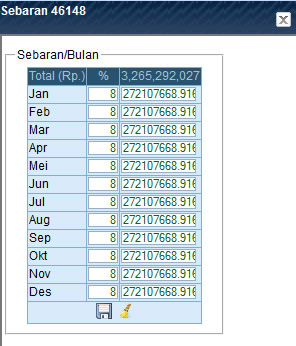 Sebaran 46148
Sebaran/Bulan
Total (Rp.) % 3,265,292,027
Jan 8 272107668.916
Feb 8 272107668.916
Mar 8 272107668.916
Apr 8 272107668.916
Mei 8 272107668.916
Jun 8 272107668.916
Jul 8 272107668.916
Aug 8 272107668.916
Sep 8 272107668.916
Okt 8 272107668.916
Nov 8 272107668.916
Des 8 272107668.916